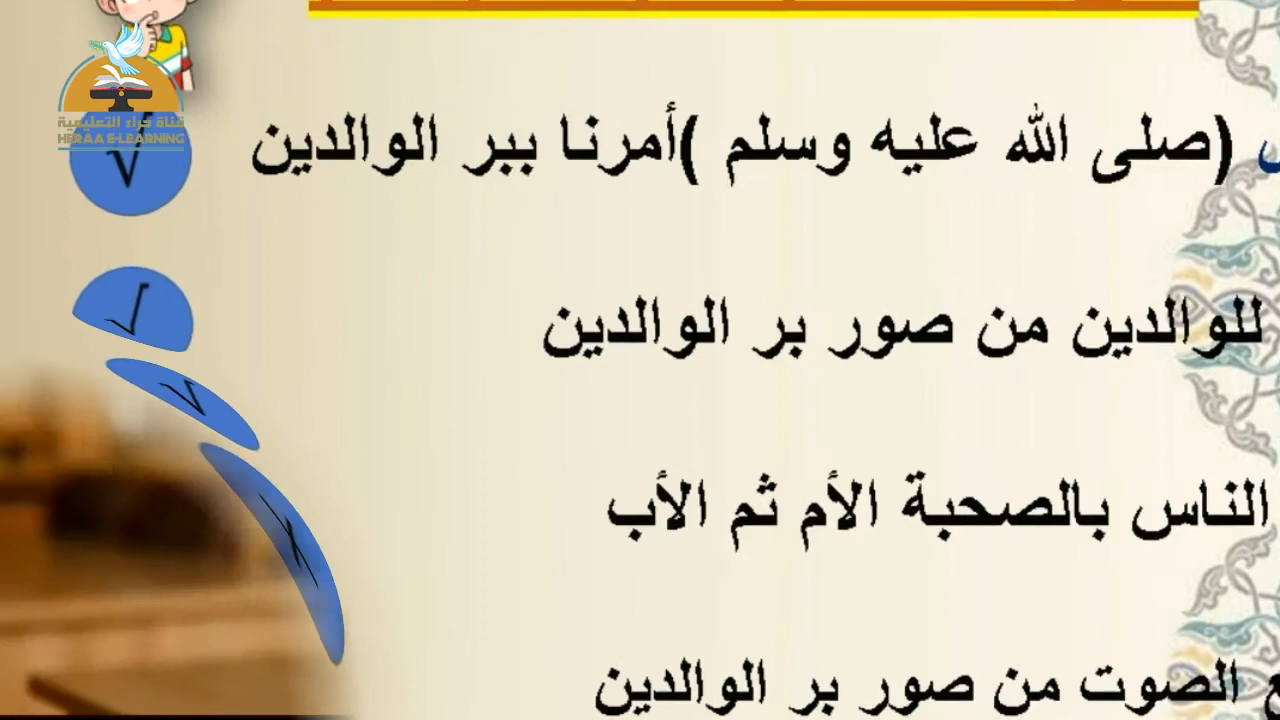 قناة حراء التعليمية
HERAA E-LEARNING
(صلى الله عليه وسلم )أمرنا ببر الوالدين
للوالدين من صور بر الوالدين
الناس بالصحبة الأم ثم الأب
الصوت من صور بر الوالدين